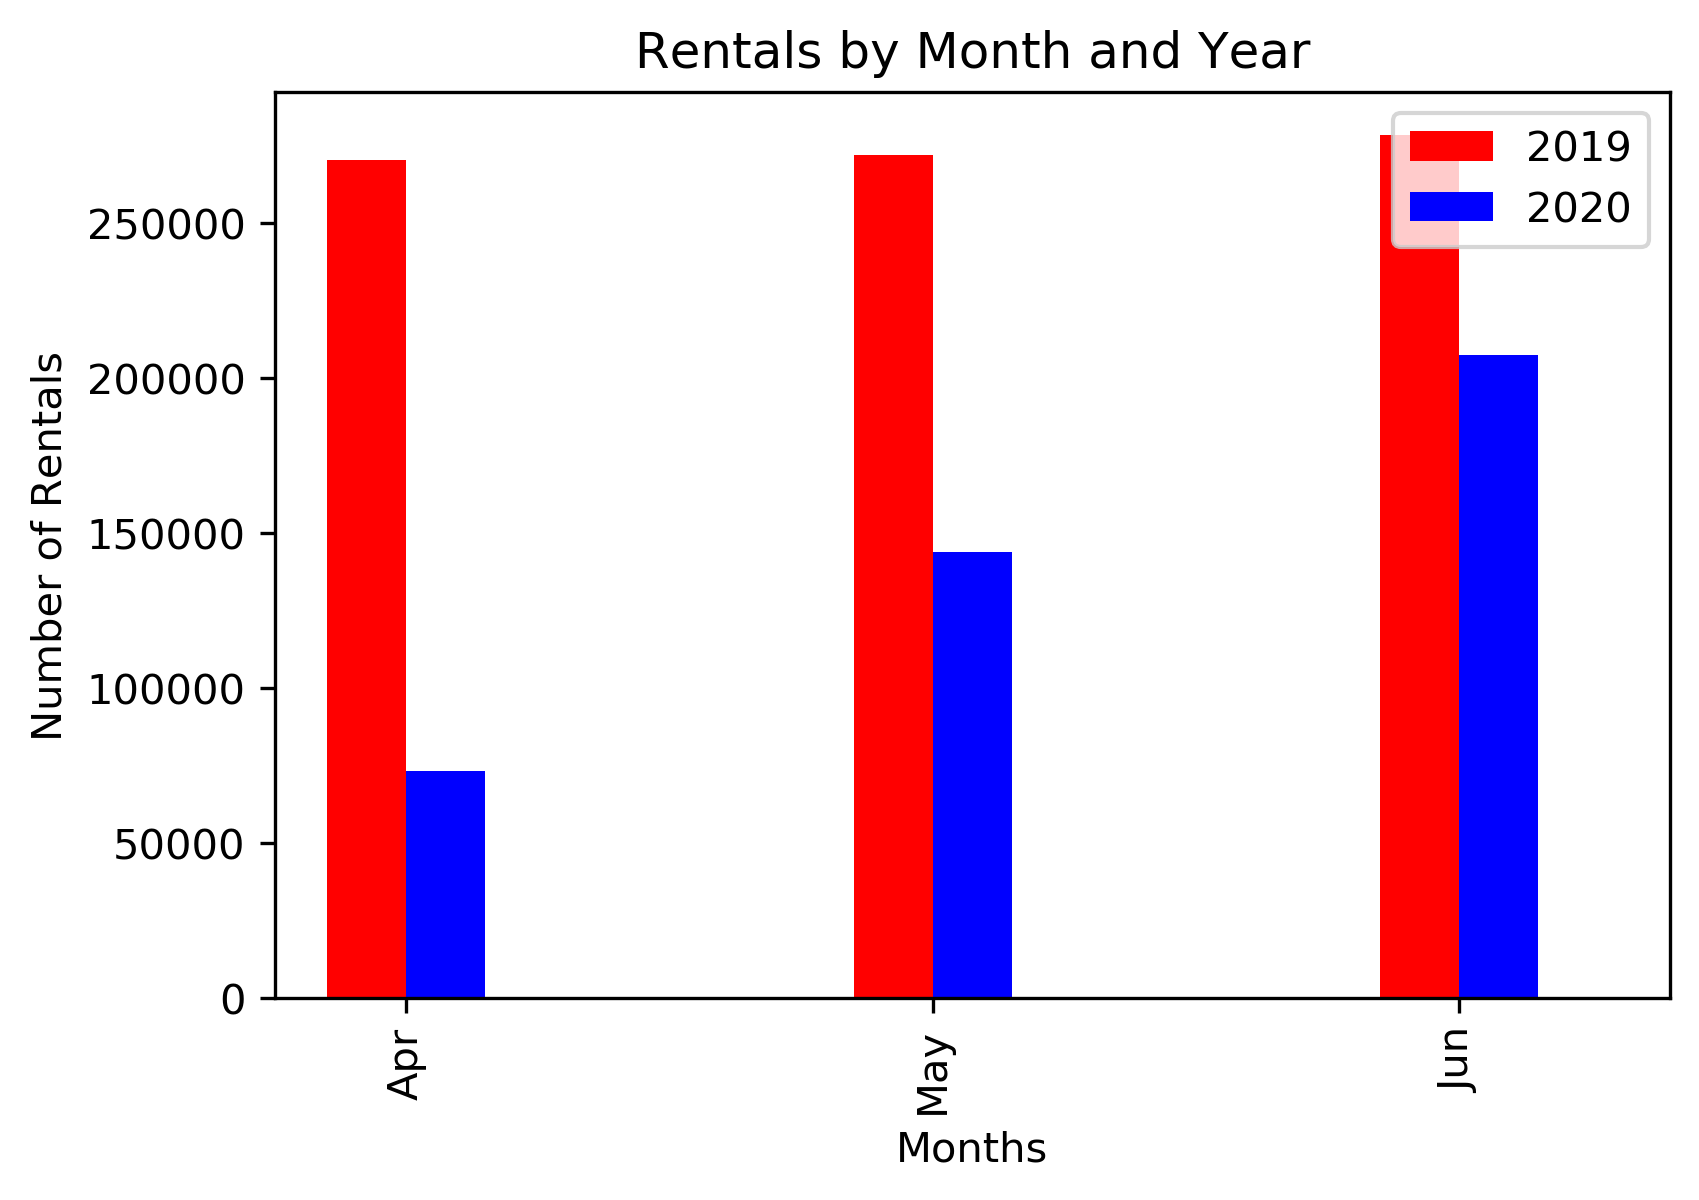 Rentals by Month and Year
2019
2020
Number of Rentals
250000
200000
150000
100000
50000
0
Apr
May
Jun
Months